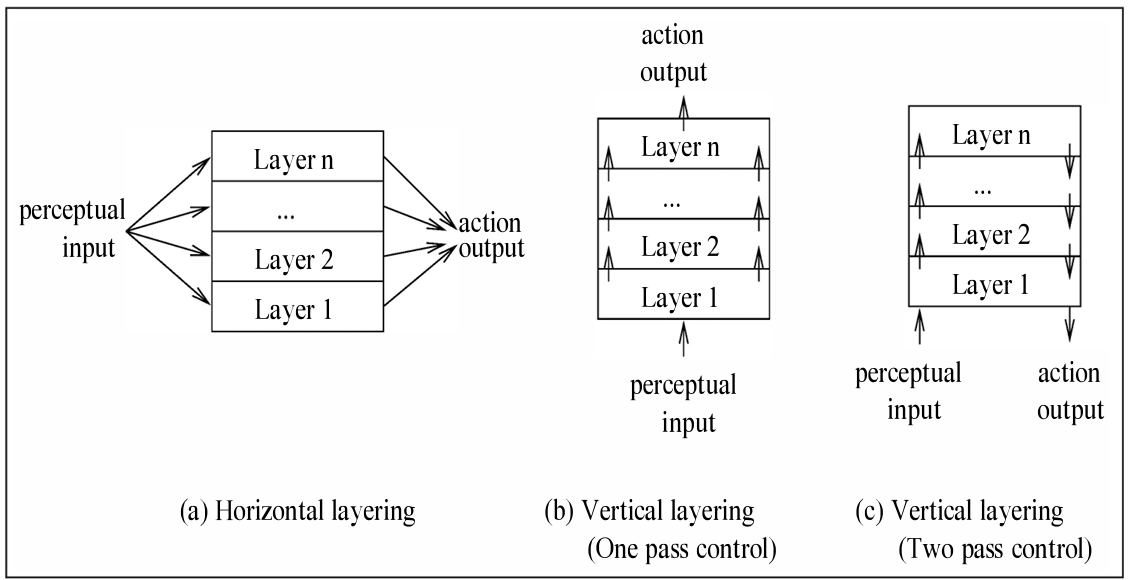 perceptual
input
Layer n
...
Layer 2
Layer 1
action
output
(a) Horizontal layering
action
output
Layer n
...
Layer 2
Layer 1
perceptual
input
(b) Vertical layering
(One pass control)
Layer n
...
Layer 2
Layer 1
perceptual
input
action
output
(c) Vertical layering
(Two pass control)